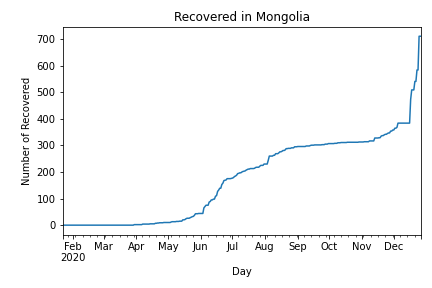 Recovered in Mongolia
Number of Recovered
700
600
500
400
300
200
100
0
Feb Mar Apr May Jun Jul Aug Sep Oct Nov Dec
2020
Day